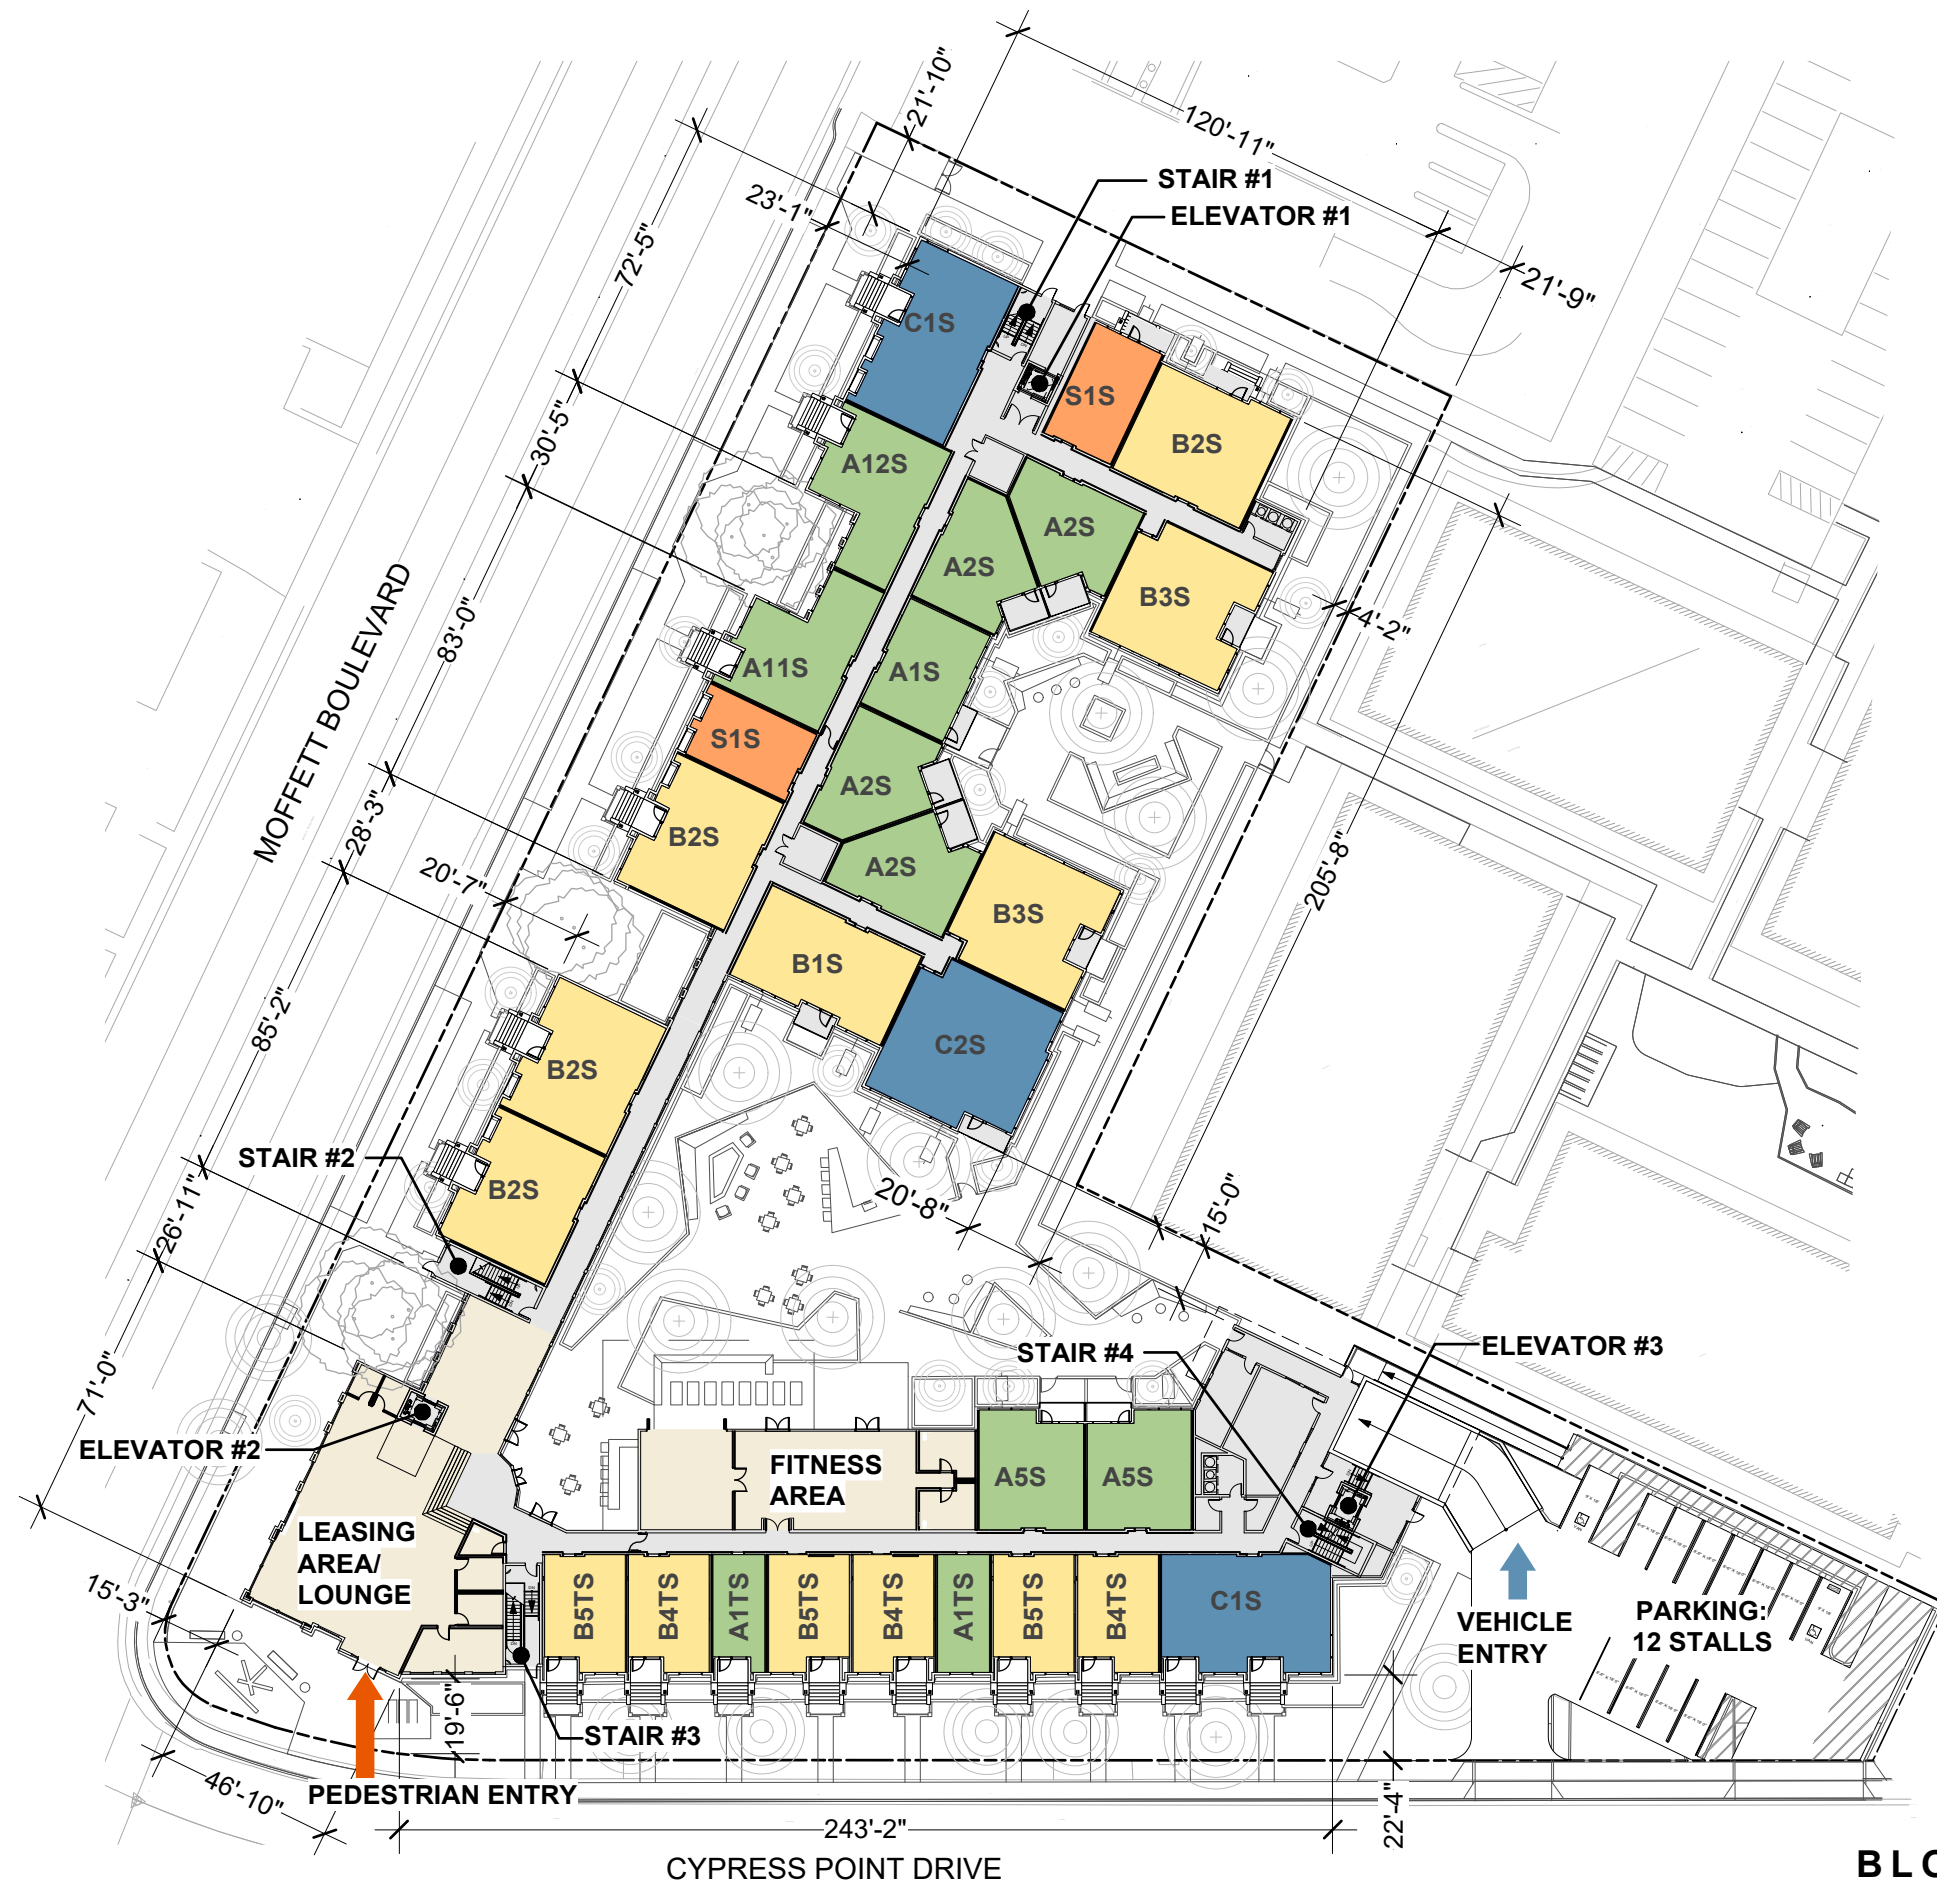 21'-10"
120'-11"
STAIR #1
ELEVATOR #1
23'-1"
72'-5"
21'-9"
C1S
S1S
B2S
30'-5"
A12S
A2S
A2S
B3S
4'-2"
83'-0"
MOFFETT BOULEVARD
A11S
A1S
S1S
28'-3"
A2S
B2S
20'-7"
A2S
205'-8"
B3S
B1S
85'-2"
C2S
B2S
STAIR #2
B2S
20'-8"
15'-0"
26'-11"
71'-0"
STAIR #4
ELEVATOR #3
ELEVATOR #2
FITNESS
AREA
A5S
A5S
LEASING
AREA/
LOUNGE
15'-3"
B5TS
B4TS
A1TS
B5TS
B4TS
A1TS
B5TS
B4TS
C1S
VEHICLE
ENTRY
PARKING:
12 STALLS
19'-6"
STAIR #3
PEDESTRIAN ENTRY
46'-10"
243'-2"
22'-4"
CYPRESS POINT DRIVE